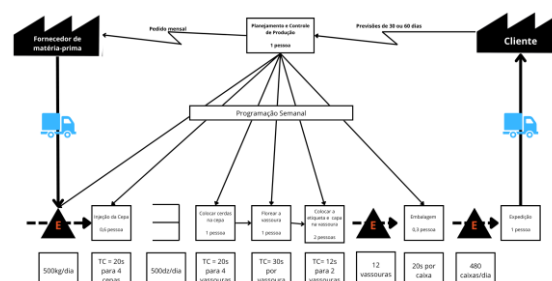 Fornecedor de
matéria-prima
Pedido mensal
Planejamento e Controle
de Produção
1 pessoa
Provisões de 30 ou 60 dias
Cliente
Programação Semanal
E
Injeção da Cepa
0,6 pessoa
Colocar cerdas
na cepa
1 pessoa
Florear a
vassoura
1 pessoa
Colocar a
etiqueta e capa
na vassoura
2 pessoas
E
Embalagem
0,3 pessoa
E
Expedição
1 pessoa
500kg/dia
TC = 20s
para 4
cepas
500dz/dia
TC = 20s
para 4
vassouras
TC = 30s
por
vassoura
TC = 12s
para 2
vassouras
12
vassouras
20s por
caixa
480
caixas/dia